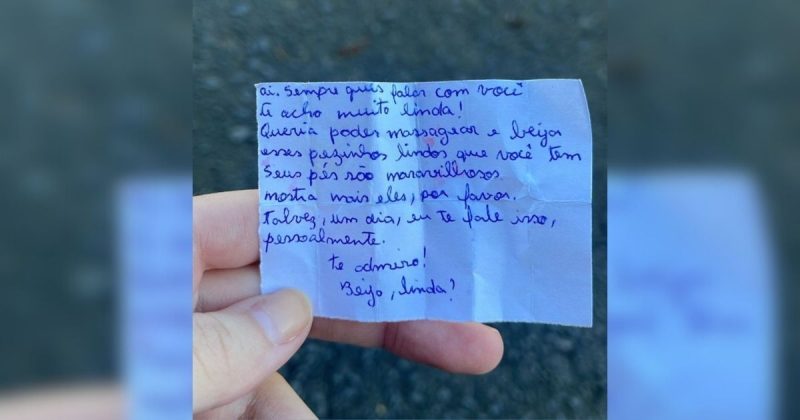 oi. Sempre quis falar com você
te acho muito linda!
Queria poder massagear e beijar
esses pezinhos lindos que você tem
Seus pés são maravilhosos
mostra mais eles, por favor.
talvez, um dia, eu te fale isso,
pessoalmente.
te admiro!
Beijo, linda!